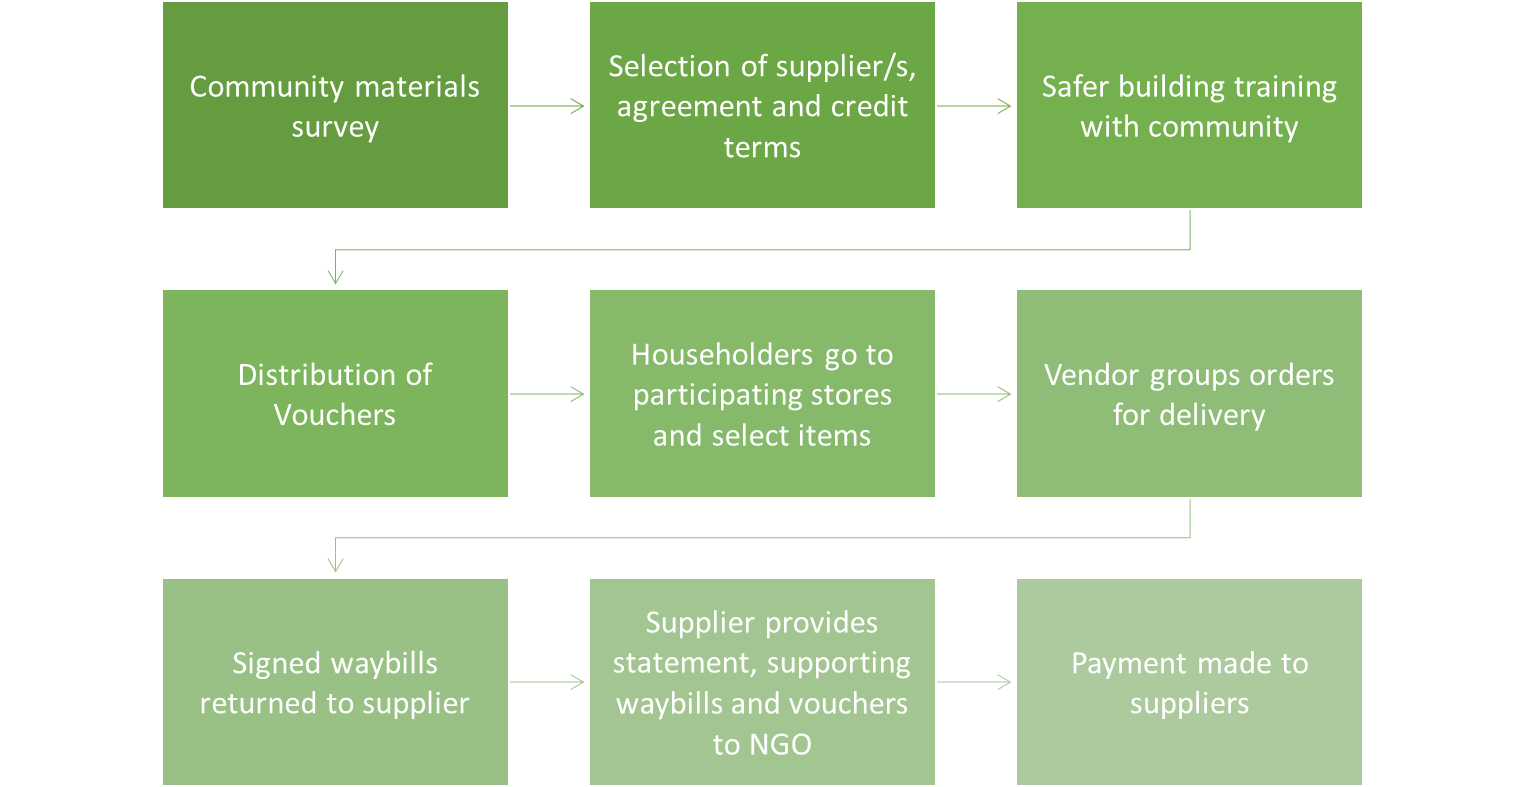 Community materials
survey
Selection of supplier/s,
agreement and credit
terms
Safer building training
with community
Distribution of
Vouchers
Householders go to
participating stores
and select items
Vendor groups orders
for delivery
Signed waybills
returned to supplier
Supplier provides
statement, supporting
waybills and vouchers
to NGO
Payment made to
suppliers